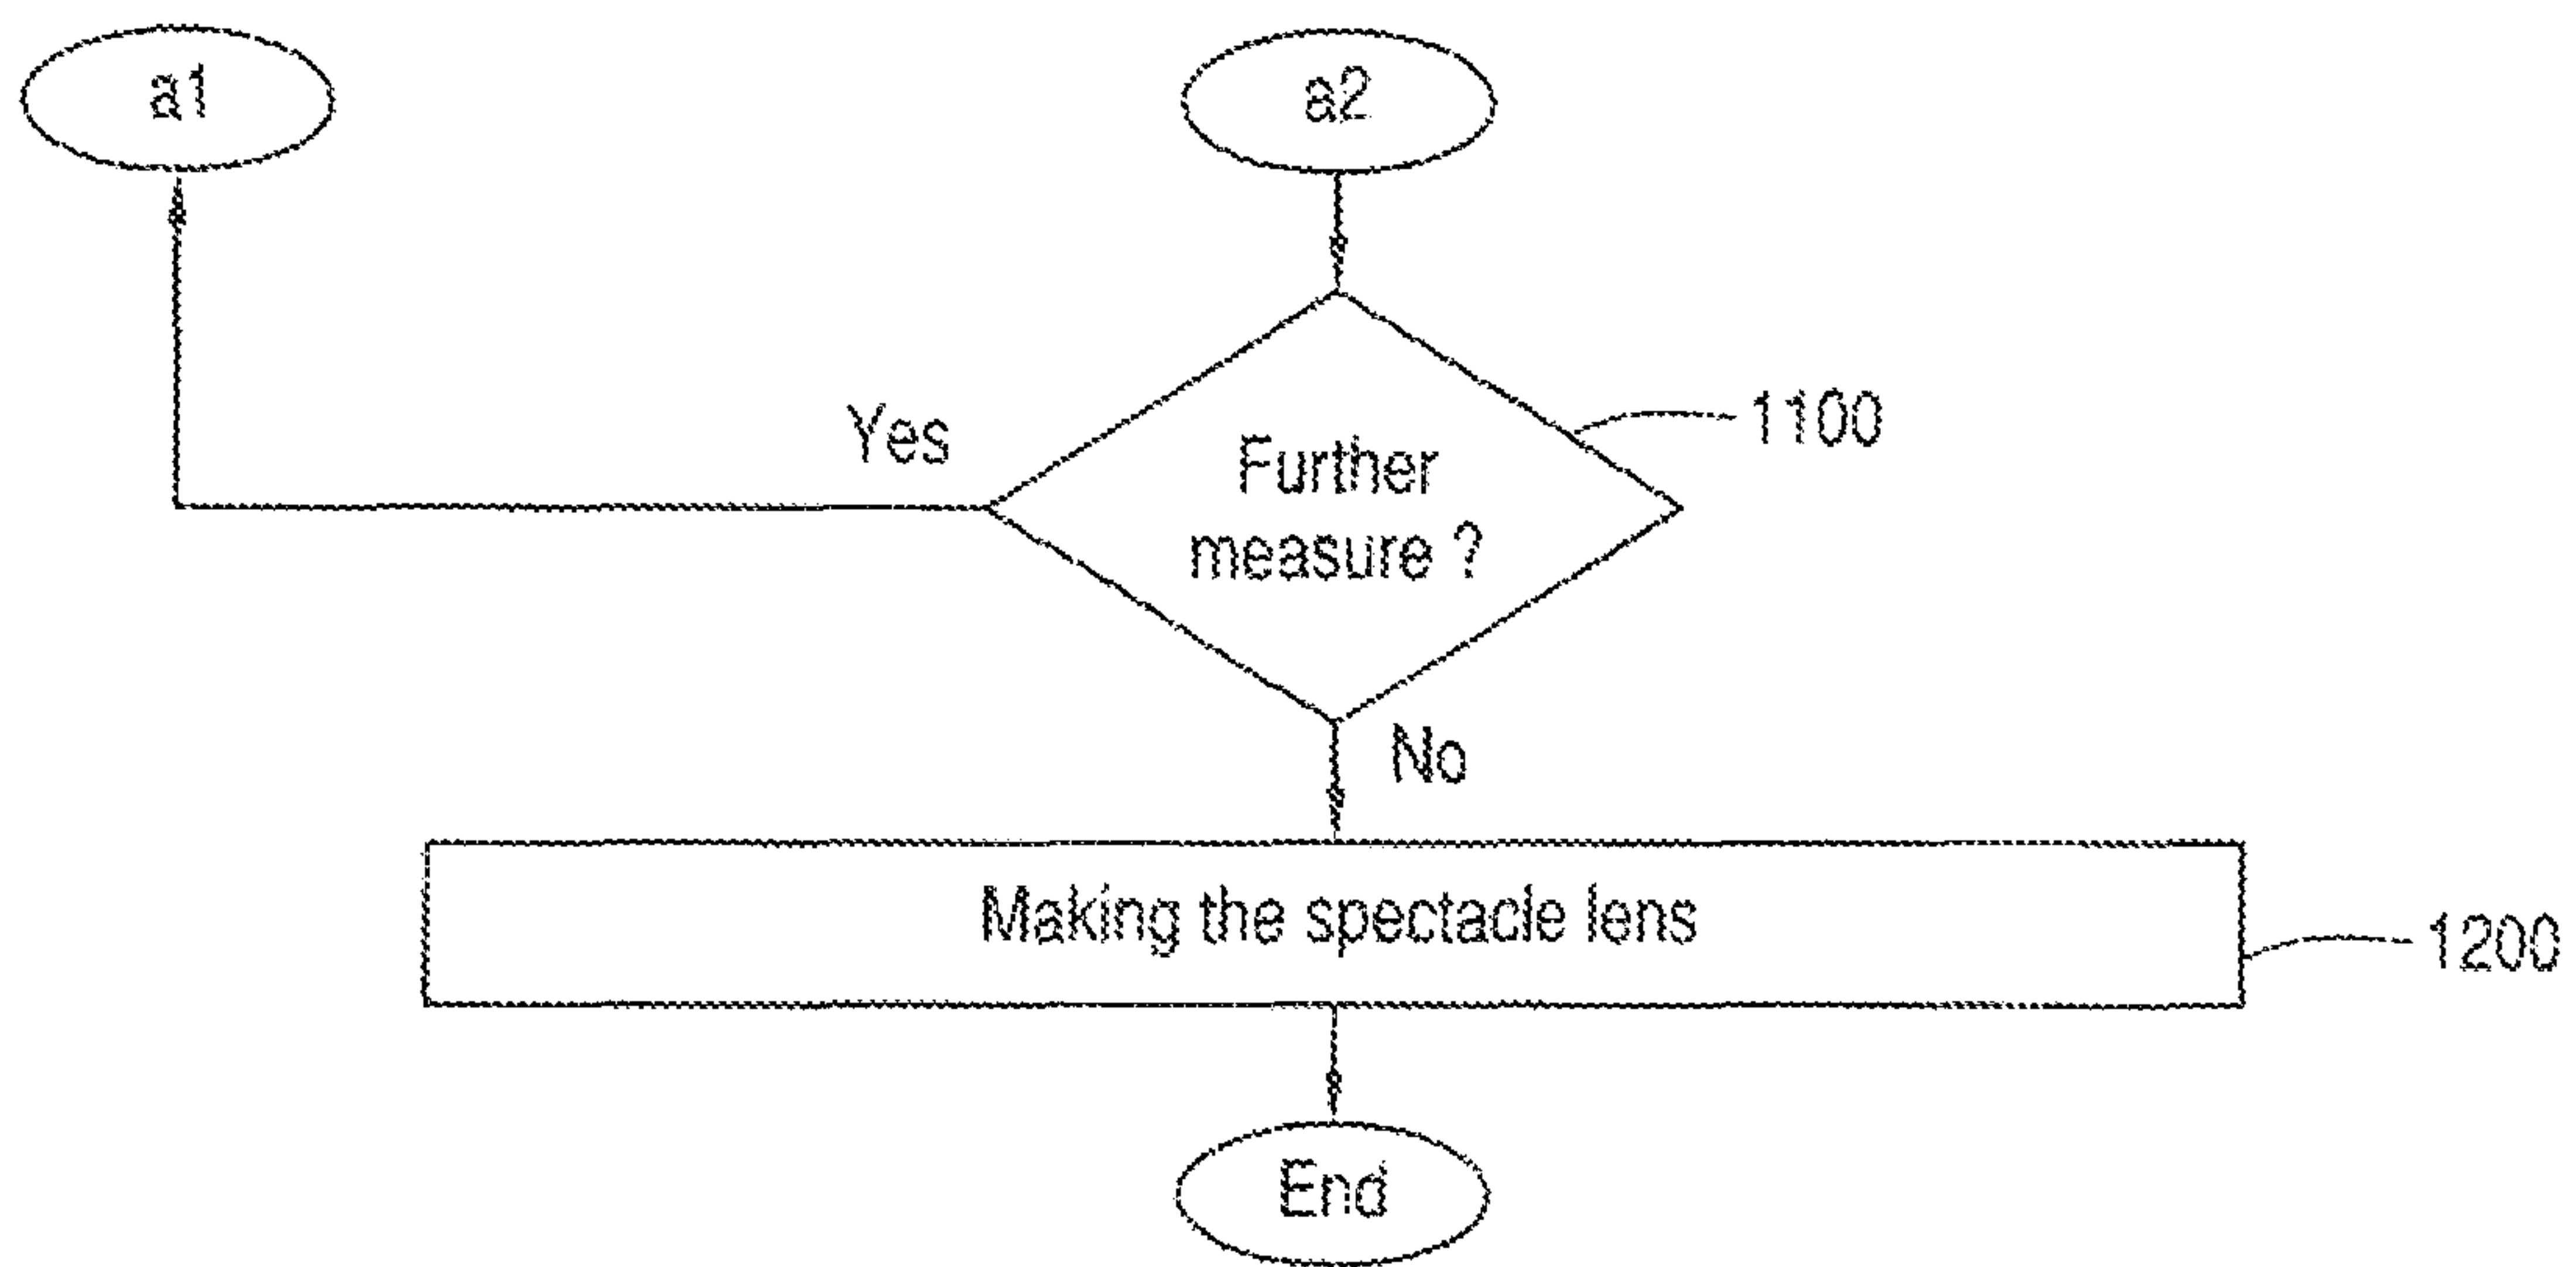 a1
a2
Yes
1100
Further
measure ?
No
Making the spectacle lens
1200
End